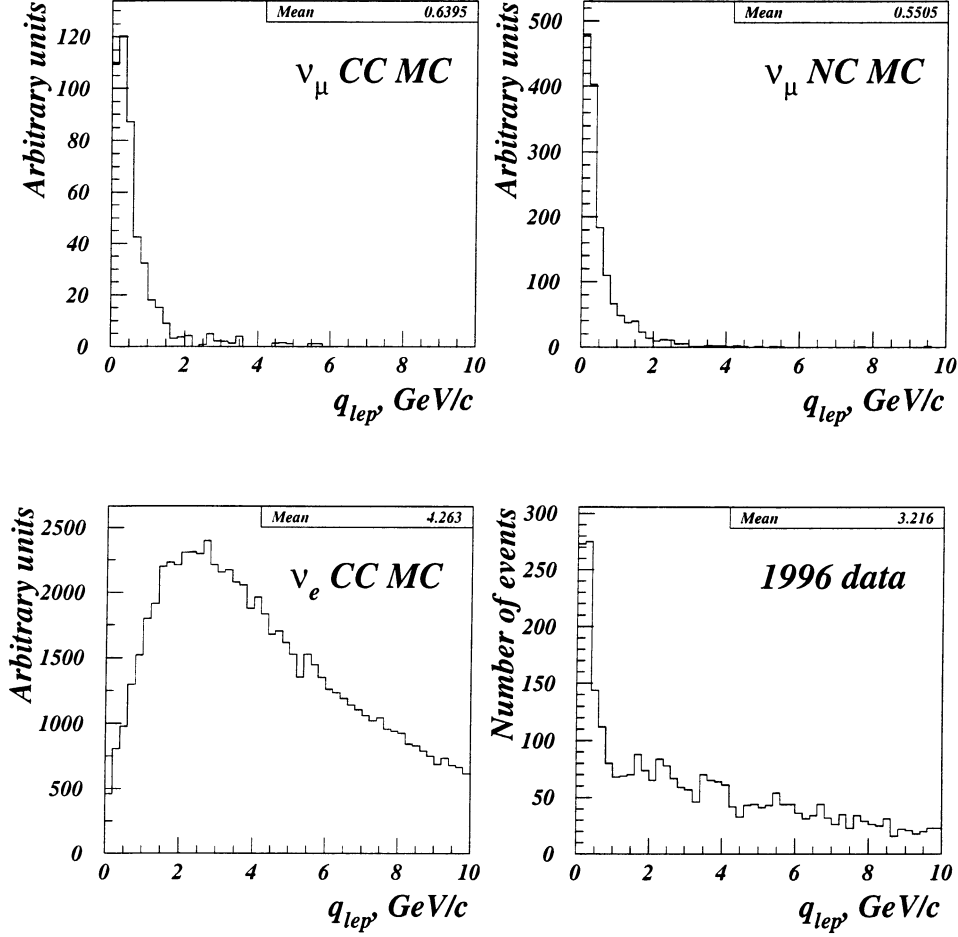 Mean 0.6395
ν_μ CC MC
Arbitrary units
120
100
80
60
40
20
0
0 2 4 6 8 10
q_lep, GeV/c
Mean 0.5505
ν_μ NC MC
Arbitrary units
500
400
300
200
100
0
0 2 4 6 8 10
q_lep, GeV/c
Mean 4.263
ν_e CC MC
Arbitrary units
2500
2000
1500
1000
500
0
0 2 4 6 8 10
q_lep, GeV/c
Mean 3.216
1996 data
Number of events
300
250
200
150
100
50
0
0 2 4 6 8 10
q_lep, GeV/c